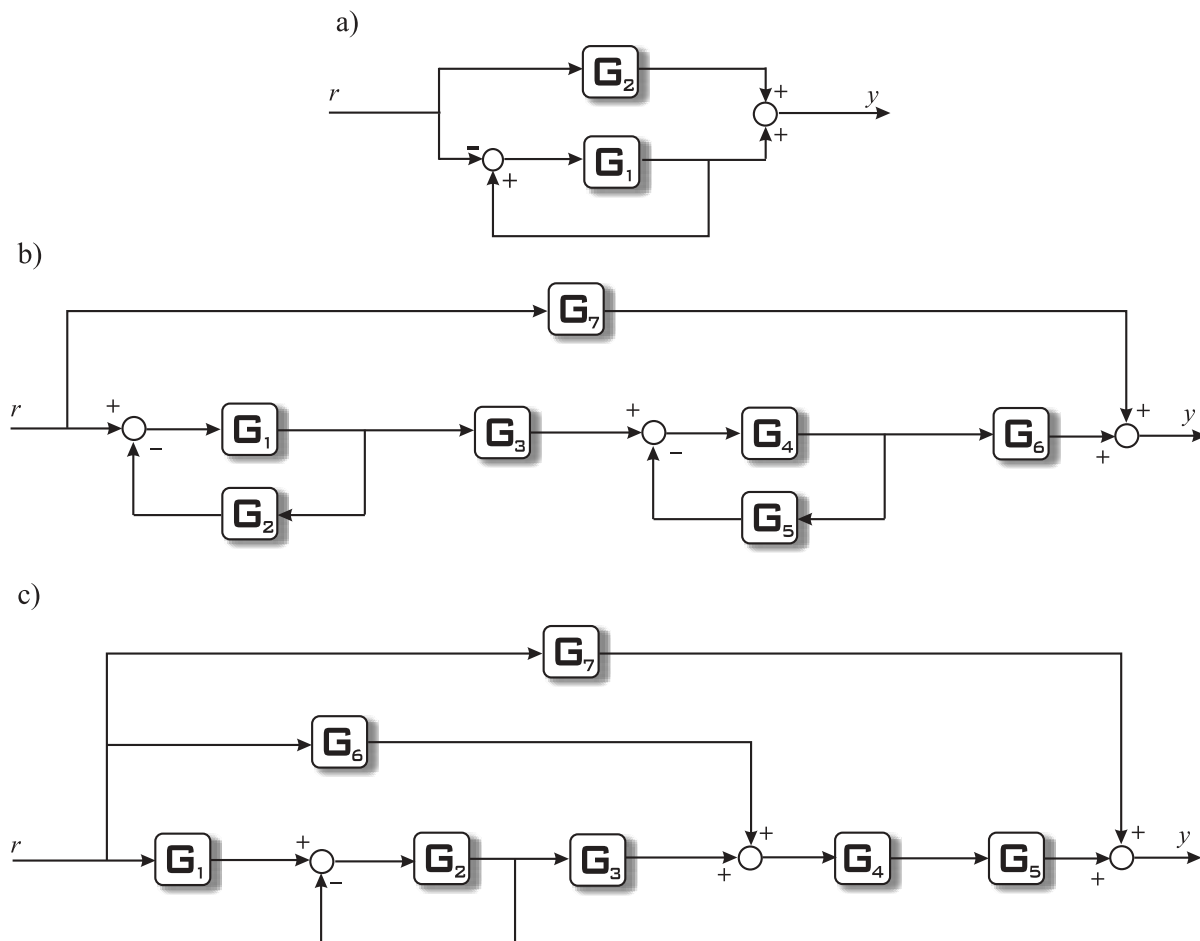 a)
G2
r
+
y
-
+
G1
+
b)
G7
r
+
G1
G3
+
G4
G6
+
y
-
-
+
G2
G5
c)
G7
G6
r
G1
+
G2
G3
+
G4
G5
+
y
-
+
+